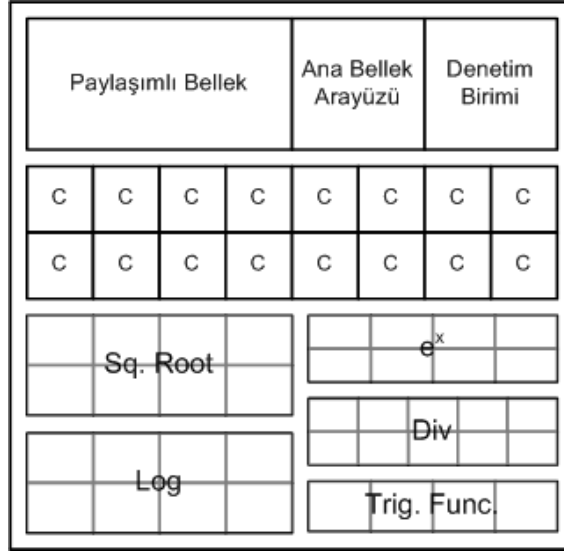 Paylaşımlı Bellek
Ana Bellek
Arayüzü
Denetim
Birimi
C C C C C C C C
C C C C C C C C
Sq. Root
e^x
Div
Log
Trig. Func.